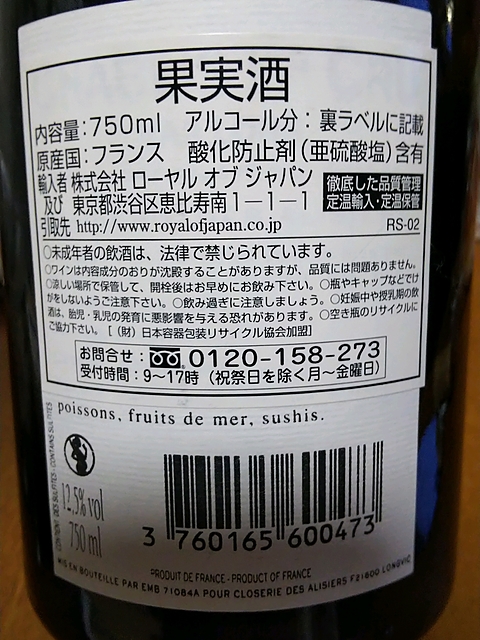 果実酒
内容量:750ml アルコール分:裏ラベルに記載
原産国:フランス 酸化防止剤(亜硫酸塩)含有
輸入者 株式会社 ローヤル オブ ジャパン
及び 東京都渋谷区恵比寿南1-1-1
引取先 http://www.royalofjapan.co.jp
徹底した品質管理
定温輸入・定温保管
RS-02
○未成年者の飲酒は、法律で禁じられています。
○ワインは内容成分のおりが沈殿することがありますが、品質には問題ありません。
○涼しい場所で保管して、開栓後はお早めにお飲み下さい。○瓶やキャップなどでけ
がをしないようご注意下さい。○飲み過ぎに注意しましょう。○妊娠中や授乳期の飲
酒は、胎児・乳児の発育に悪影響を与える恐れがあります。○空き瓶のリサイクルに
ご協力下さい。[(財)日本容器包装リサイクル協会加盟]
お問合せ:0120-158-273
受付時間:9〜17時(祝祭日を除く月〜金曜日)
poissons, fruits de mer, sushis.
CONTIENT DES SULFITES - CONTAINS SULFITES
12,5% vol
750 ml
3 760165 600473
PRODUIT DE FRANCE - PRODUCT OF FRANCE
MIS EN BOUTEILLE PAR EMB 71084A POUR CLOSERIE DES ALISIERS F21600 LONGVIC